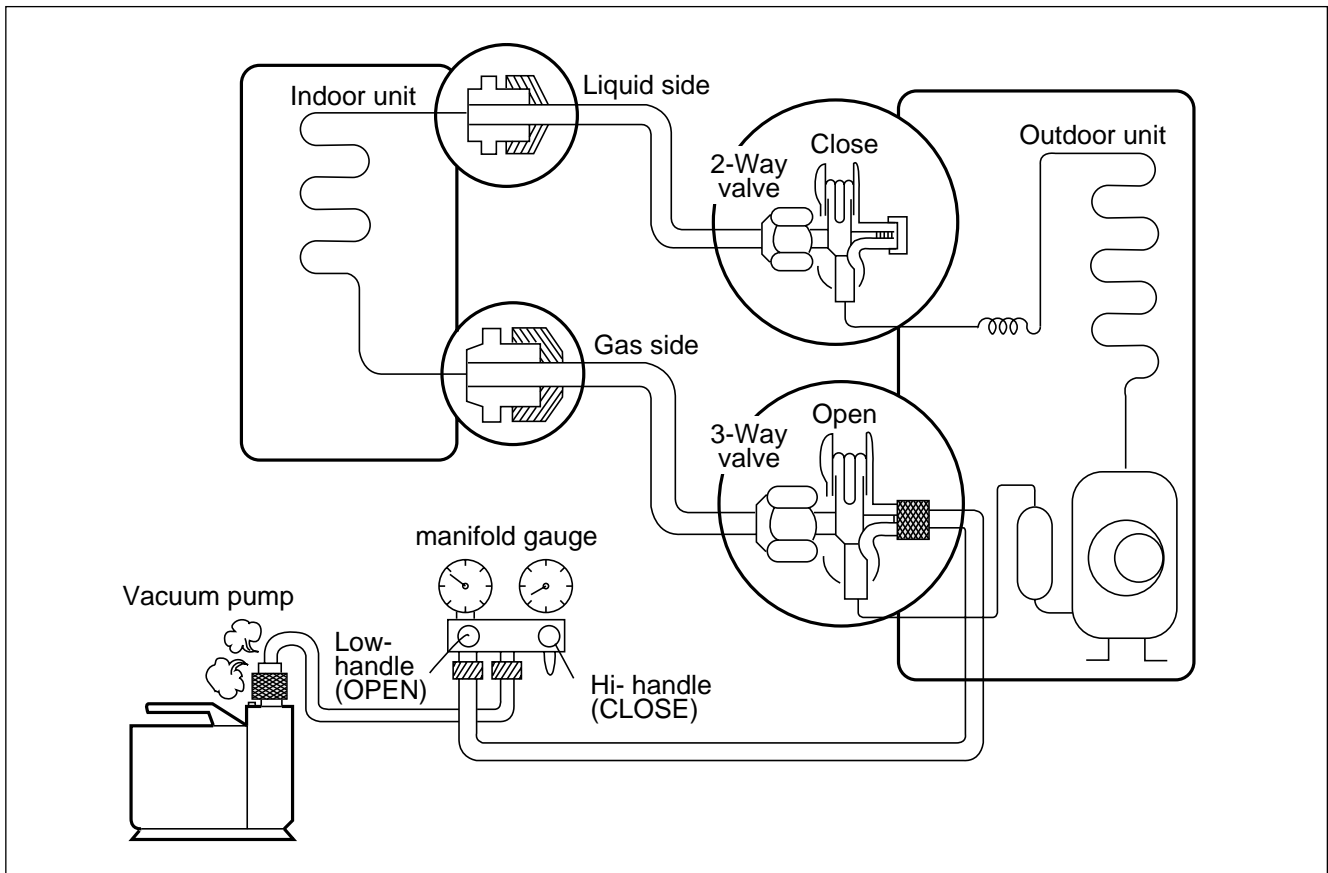 Indoor unit
Liquid side
2-Way
valve
Close
Outdoor unit
Gas side
3-Way
valve
Open
manifold gauge
Vacuum pump
Low-
handle
(OPEN)
Hi- handle
(CLOSE)